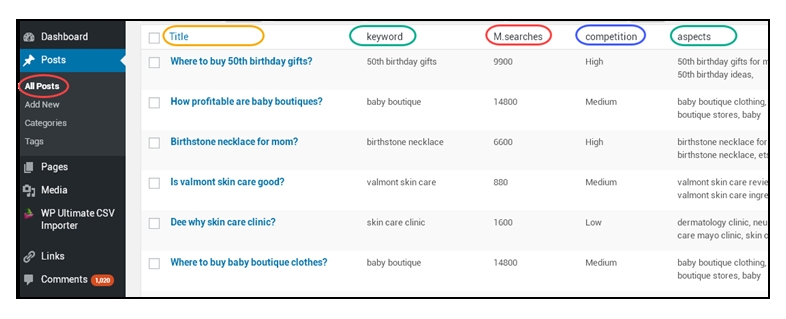 Dashboard
Posts
All Posts
Add New
Categories
Tags
Pages
Media
WP Ultimate CSV
Importer
Links
Comments 1,020
Title keyword M.searches competition aspects
Where to buy 50th birthday gifts? 50th birthday gifts 9900 High 50th birthday gifts for m
50th birthday ideas,
How profitable are baby boutiques? baby boutique 14800 Medium baby boutique clothing,
boutique stores, baby
Birthstone necklace for mom? birthstone necklace 6600 High birthstone necklace for
birthstone necklace, ets
Is valmont skin care good? valmont skin care 880 Medium valmont skin care revie
valmont skin care ingre
Dee why skin care clinic? skin care clinic 1600 Low dermatology clinic, neu
care mayo clinic, skin c
Where to buy baby boutique clothes? baby boutique 14800 Medium baby boutique clothing,
boutique stores, baby